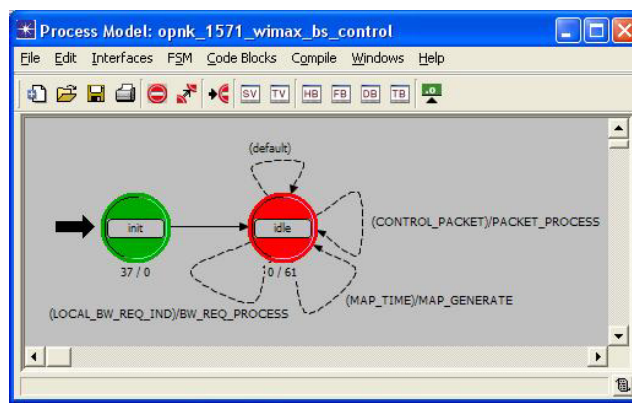 Process Model: opnk_1571_wimax_bs_control
File Edit Interfaces FSM Code Blocks Compile Windows Help
SV TV HB FB DB TB .0
(default)
init
idle
(CONTROL_PACKET)/PACKET_PROCESS
37 / 0
0 / 61
(MAP_TIME)/MAP_GENERATE
(LOCAL_BW_REQ_IND)/BW_REQ_PROCESS